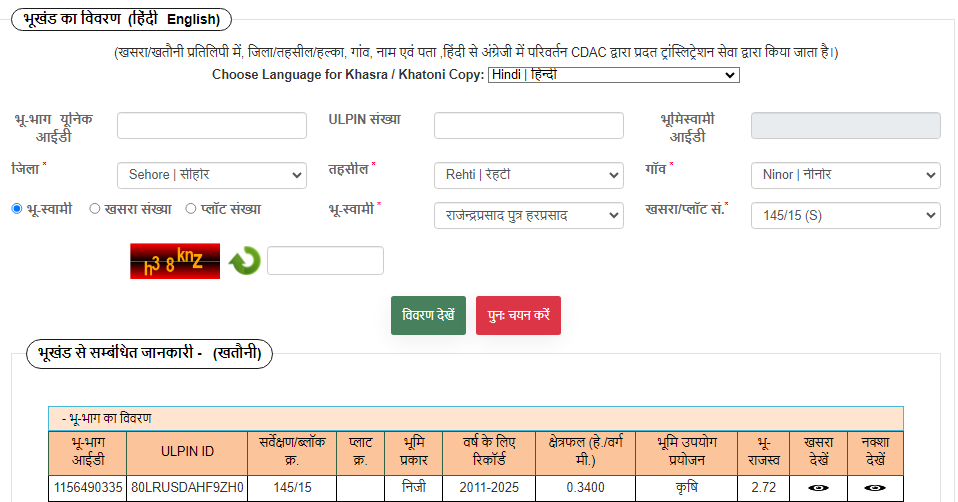 भूखंड का विवरण (हिंदी English)
(खसरा/खतौनी प्रतिलिपी में, जिला/तहसील/हल्का, गांव, नाम एवं पता ,हिंदी से अंग्रेजी में परिवर्तन CDAC द्वारा प्रदत ट्रांस्लिट्रेशन सेवा द्वारा किया जाता है।)
Choose Language for Khasra / Khatoni Copy: Hindi | हिन्दी
भू-भाग यूनिक आईडी ULPIN संख्या भूमिस्वामी आईडी
जिला * Sehore | सीहोर तहसील * Rehti | रेहटी गाँव * Ninor | नीनोर
भू-स्वामी खसरा संख्या प्लॉट संख्या भू-स्वामी * राजेन्द्रप्रसाद पुत्र हरप्रसाद खसरा/प्लॉट सं.* 145/15 (S)
h38knz
विवरण देखें पुनः चयन करें
भूखंड से सम्बंधित जानकारी - (खतौनी)
- भू-भाग का विवरण
भू-भाग आईडी ULPIN ID सर्वेक्षण/ब्लॉक क्र. प्लाट क्र. भूमि प्रकार वर्ष के लिए रिकॉर्ड क्षेत्रफल (हे./वर्ग मी.) भूमि उपयोग प्रयोजन भू-राजस्व खसरा देखें नक्शा देखें
1156490335 80LRUSDAHF9ZH0 145/15 निजी 2011-2025 0.3400 कृषि 2.72